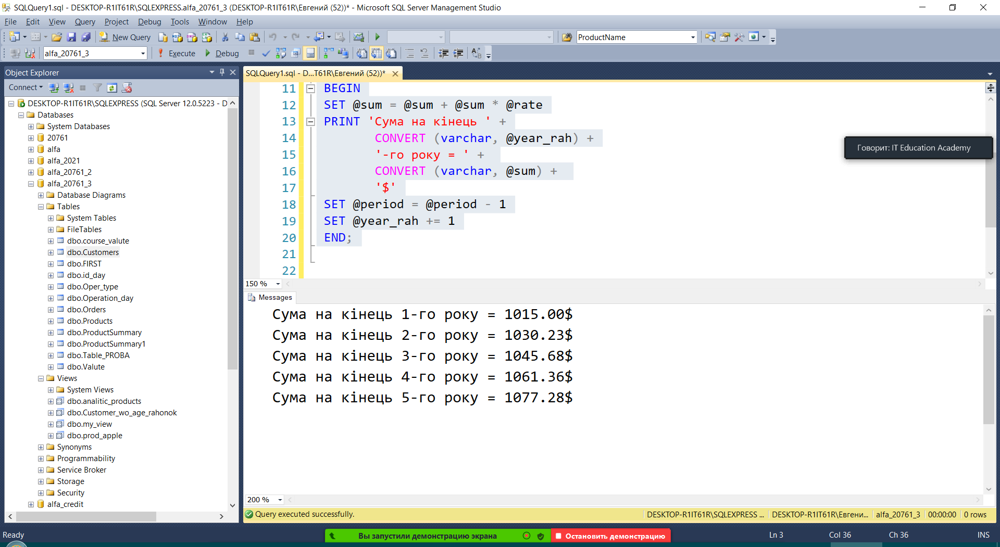 SQLQuery1.sql - DESKTOP-R1IT61R\SQLEXPRESS.alfa_20761_3 (DESKTOP-R1IT61R\Евгений (52))* - Microsoft SQL Server Management Studio
File Edit View Query Project Debug Tools Window Help
New Query ProductName
alfa_20761_3 Execute Debug
Object Explorer
Connect
DESKTOP-R1IT61R\SQLEXPRESS (SQL Server 12.0.5223 - D
Databases
System Databases
20761
alfa
alfa_2021
alfa_20761_2
alfa_20761_3
Database Diagrams
Tables
System Tables
FileTables
dbo.course_valute
dbo.Customers
dbo.FIRST
dbo.id_day
dbo.Oper_type
dbo.Operation_day
dbo.Orders
dbo.Products
dbo.ProductSummary
dbo.ProductSummary1
dbo.Table_PROBA
dbo.Valute
Views
System Views
dbo.analitic_products
dbo.Customer_wo_age_rahonok
dbo.my_view
dbo.prod_apple
Synonyms
Programmability
Service Broker
Storage
Security
alfa_credit
SQLQuery1.sql - D...T61R\Евгений (52))*
11 BEGIN
12 SET @sum = @sum + @sum * @rate
13 PRINT 'Сума на кінець ' +
14 CONVERT (varchar, @year_rah) +
15 '-го року = ' +
16 CONVERT (varchar, @sum) +
17 '$'
18 SET @period = @period - 1
19 SET @year_rah += 1
20 END;
21
22
150 %
Говорит: IT Education Academy
Messages
Сума на кінець 1-го року = 1015.00$
Сума на кінець 2-го року = 1030.23$
Сума на кінець 3-го року = 1045.68$
Сума на кінець 4-го року = 1061.36$
Сума на кінець 5-го року = 1077.28$
200 %
Query executed successfully. DESKTOP-R1IT61R\SQLEXPRESS ... DESKTOP-R1IT61R\Евгени... alfa_20761_3 00:00:00 0 rows
Ready Вы запустили демонстрацию экрана Остановить демонстрацию Ln 3 Col 36 Ch 36 INS